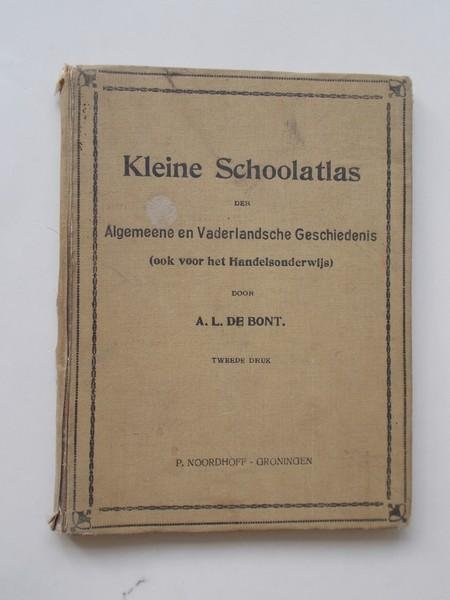 Kleine Schoolatlas
DER
Algemeene en Vaderlandsche Geschiedenis
(ook voor het Handelsonderwijs)
DOOR
A. L. DE BONT.
TWEEDE DRUK
P. NOORDHOFF - GRONINGEN